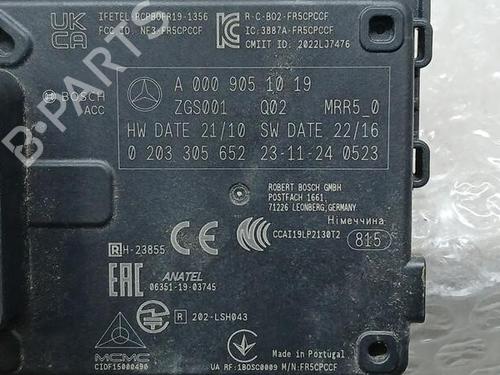 UK
CA
IFETEL: RCPBOFR19-1356
FCC ID: NF3-FR5CPCCF
R-C-BO2-FR5CPCCF
IC:3887A-FR5CPCCF
CMIIT ID: 2022LJ7476
BOSCH
ACC
A 000 905 10 19
ZGS001 Q02 MRR5_0
HW DATE 21/10 SW DATE 22/16
0 203 305 652 23-11-24 0523
ROBERT BOSCH GMBH
POSTFACH 1661,
71226 LEONBERG,GERMANY
Німеччина
R H-23855
CE
CCAI19LP2130T2
815
EAC
ANATEL
06351-19-03745
R 202-LSH043
MCMC
CIDF15000490
Made in Portugal
UA RF:1BOSC0009 M/N:FR5CPCCF